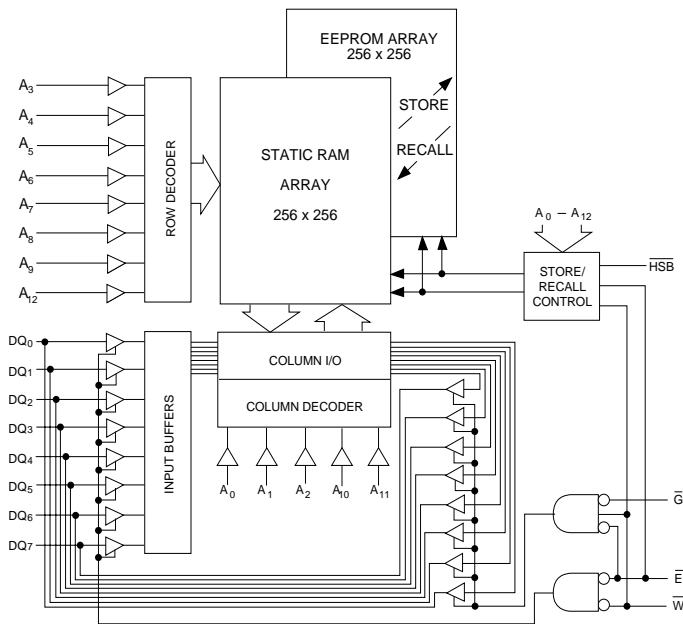 EEPROM ARRAY
256 x 256
STORE
RECALL
STATIC RAM
ARRAY
256 x 256
A3
A4
A5
A6
A7
A8
A9
A12
ROW DECODER
A0 – A12
STORE/
RECALL
CONTROL
HSB
DQ0
DQ1
DQ2
DQ3
DQ4
DQ5
DQ6
DQ7
INPUT BUFFERS
COLUMN I/O
COLUMN DECODER
A0
A1
A2
A10
A11
G
E
W